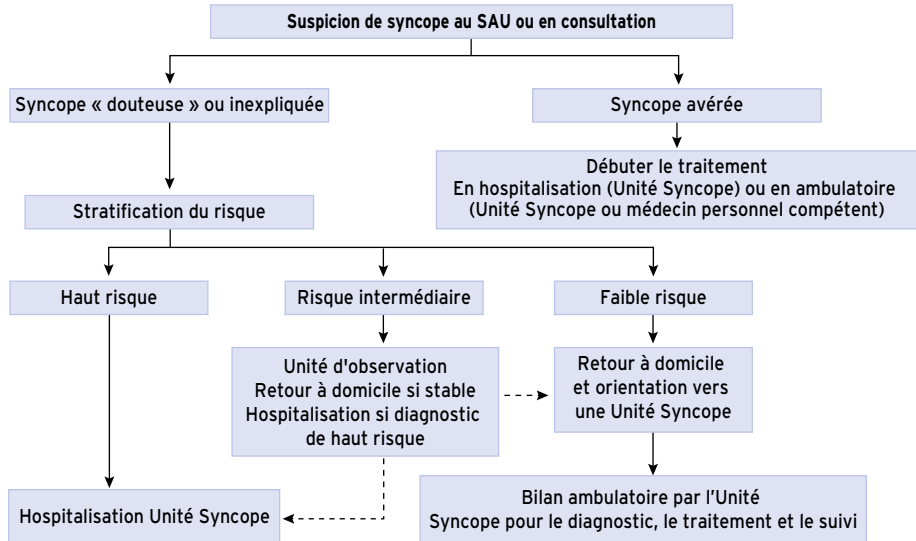 Suspicion de syncope au SAU ou en consultation
Syncope « douteuse » ou inexpliquée
Syncope avérée
Débuter le traitement
En hospitalisation (Unité Syncope) ou en ambulatoire
(Unité Syncope ou médecin personnel compétent)
Stratification du risque
Haut risque
Risque intermédiaire
Faible risque
Unité d'observation
Retour à domicile si stable
Hospitalisation si diagnostic
de haut risque
Retour à domicile
et orientation vers
une Unité Syncope
Hospitalisation Unité Syncope
Bilan ambulatoire par l’Unité
Syncope pour le diagnostic, le traitement et le suivi